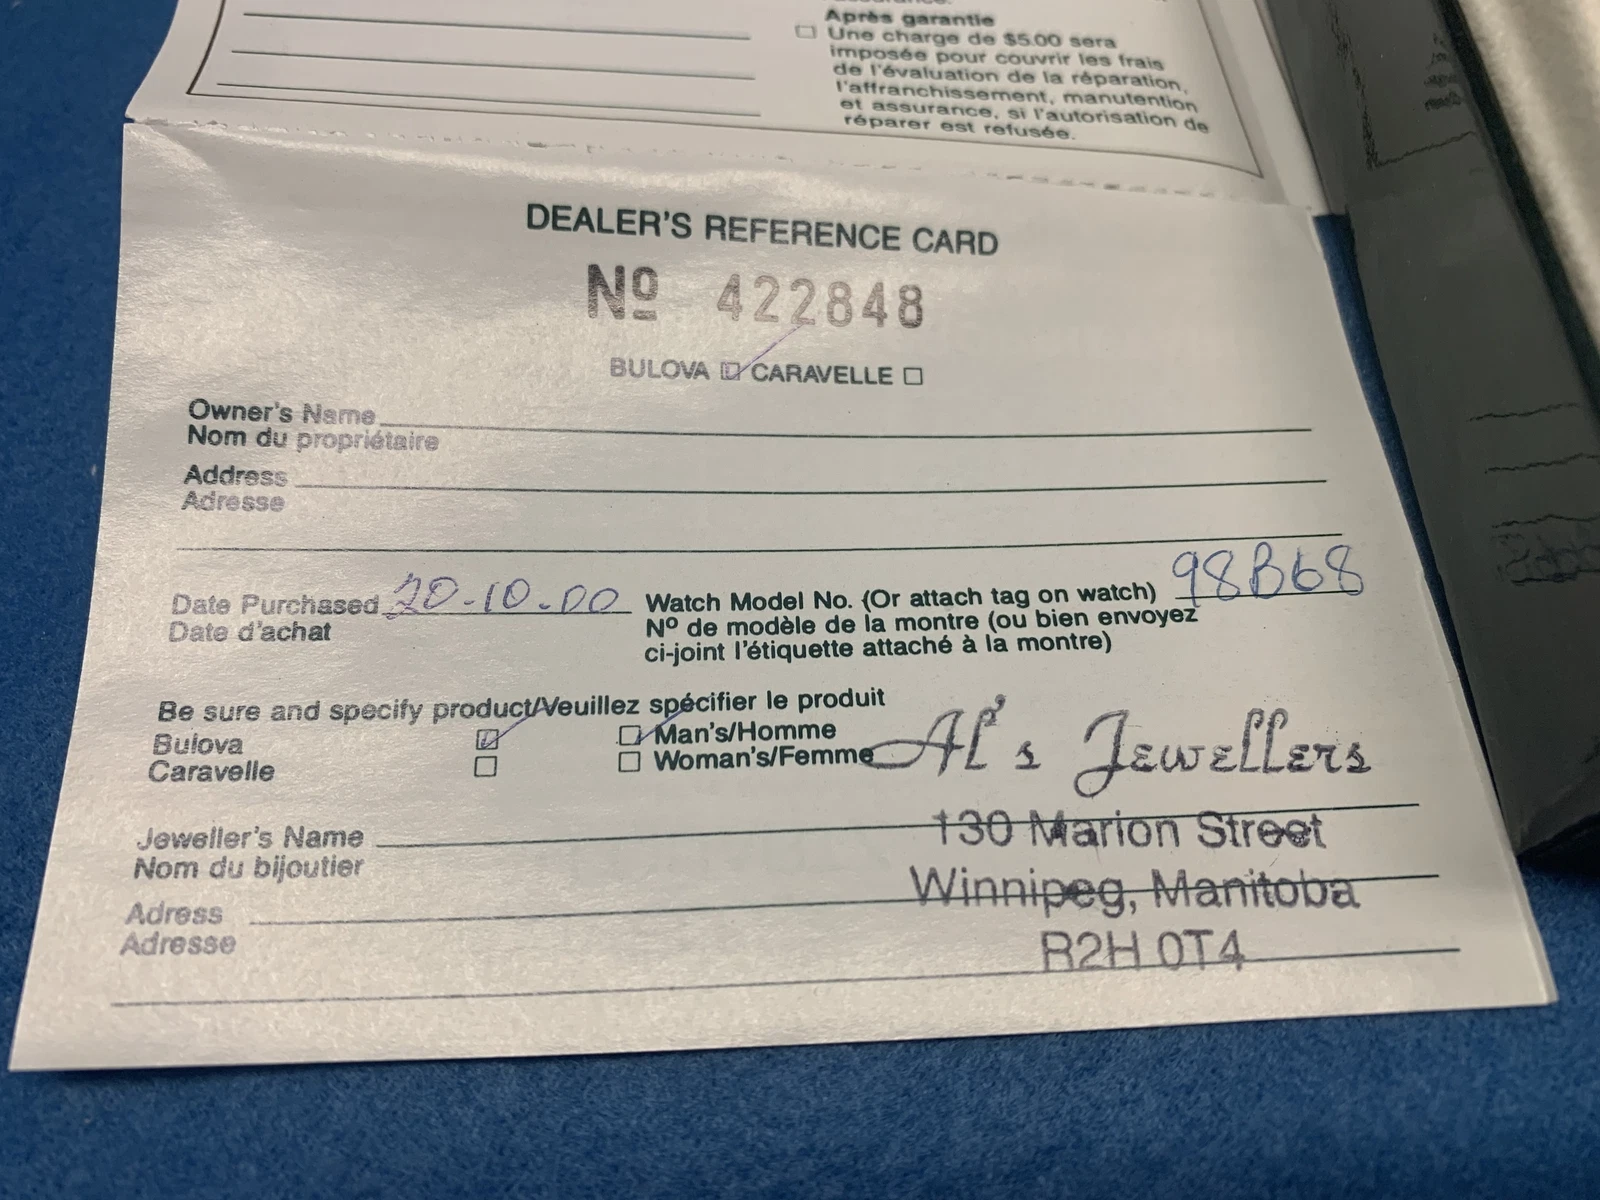 Après garantie
☐ Une charge de $5.00 sera
imposée pour couvrir les frais
de l'évaluation de la réparation,
l'affranchissement, manutention
et assurance, si l'autorisation de
réparer est refusée.
DEALER'S REFERENCE CARD
Nº 422848
BULOVA ☑ CARAVELLE ☐
Owner's Name
Nom du propriétaire
Address
Adresse
Date Purchased 20-10-00 Watch Model No. (Or attach tag on watch) 98B68
Date d'achat Nº de modèle de la montre (ou bien envoyez
ci-joint l'étiquette attaché à la montre)
Be sure and specify product/Veuillez spécifier le produit
Bulova ☑ ☑ Man's/Homme
Caravelle ☐ ☐ Woman's/Femme
Al's Jewellers
130 Marion Street
Winnipeg, Manitoba
R2H 0T4
Jeweller's Name
Nom du bijoutier
Adress
Adresse